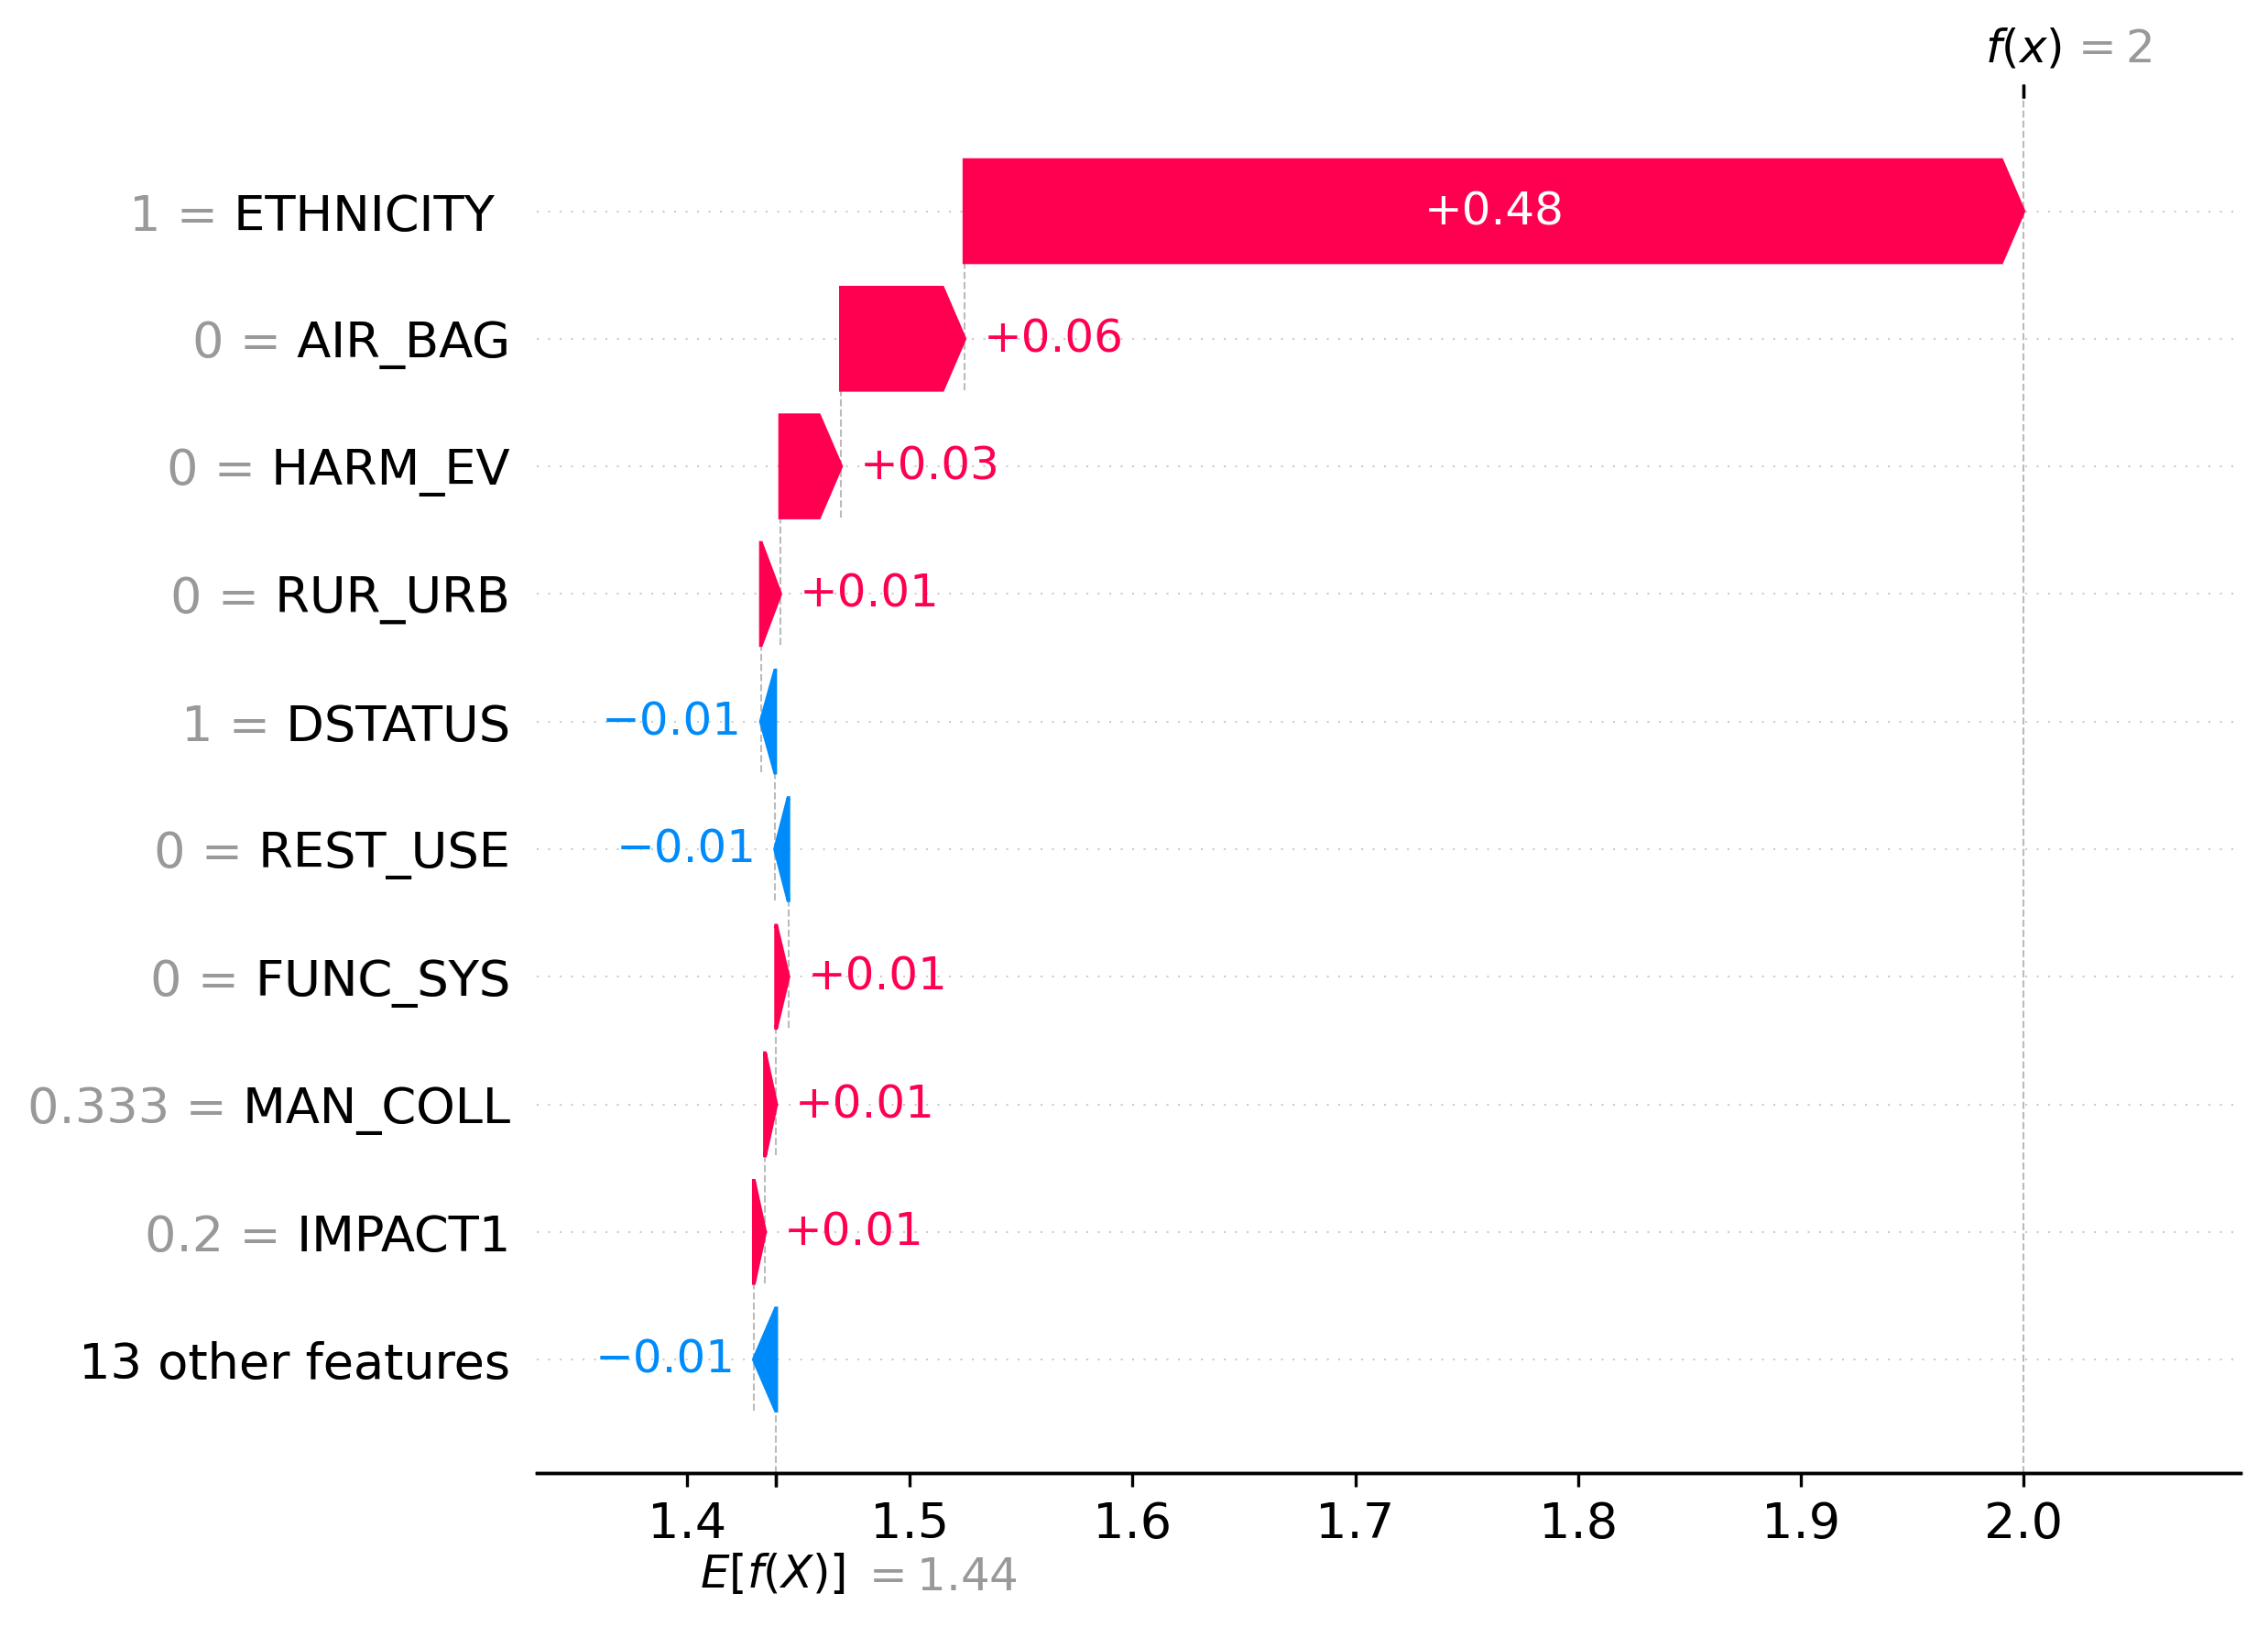 f(x) = 2
1 = ETHNICITY +0.48
0 = AIR_BAG +0.06
0 = HARM_EV +0.03
0 = RUR_URB +0.01
1 = DSTATUS −0.01
0 = REST_USE −0.01
0 = FUNC_SYS +0.01
0.333 = MAN_COLL +0.01
0.2 = IMPACT1 +0.01
13 other features −0.01
1.4 1.5 1.6 1.7 1.8 1.9 2.0
E[f(X)] = 1.44